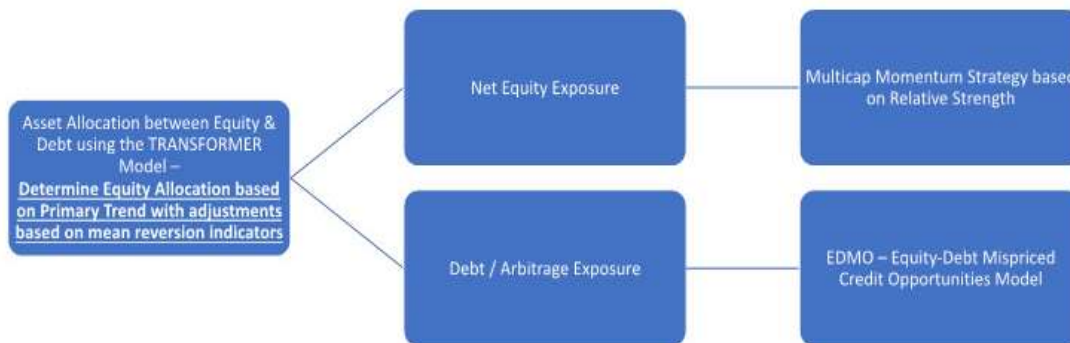 Asset Allocation between Equity &
Debt using the TRANSFORMER
Model –
Determine Equity Allocation based
on Primary Trend with adjustments
based on mean reversion indicators
Net Equity Exposure
Multicap Momentum Strategy based
on Relative Strength
Debt / Arbitrage Exposure
EDMO – Equity-Debt Mispriced
Credit Opportunities Model